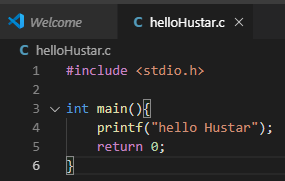 Welcome
helloHustar.c
helloHustar.c
1 #include <stdio.h>
2
3 int main(){
4     printf("hello Hustar");
5     return 0;
6 }